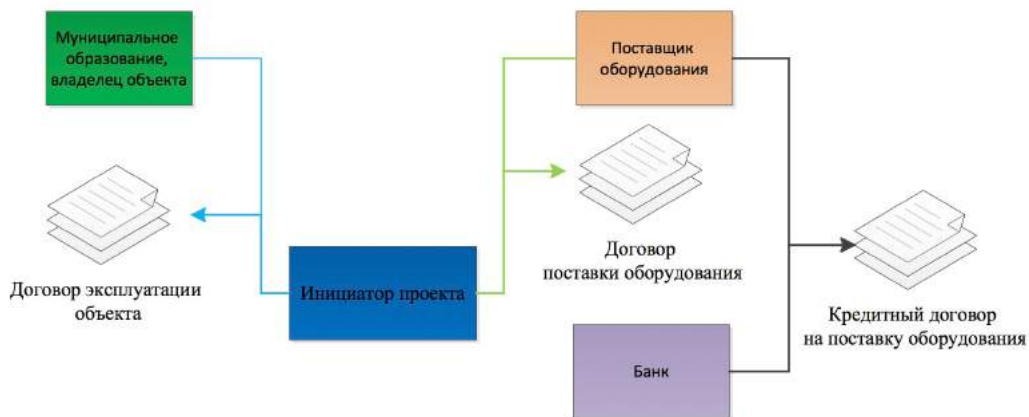 Муниципальное
образование,
владелец объекта
Поставщик
оборудования
Договор эксплуатации
объекта
Инициатор проекта
Договор
поставки оборудования
Банк
Кредитный договор
на поставку оборудования